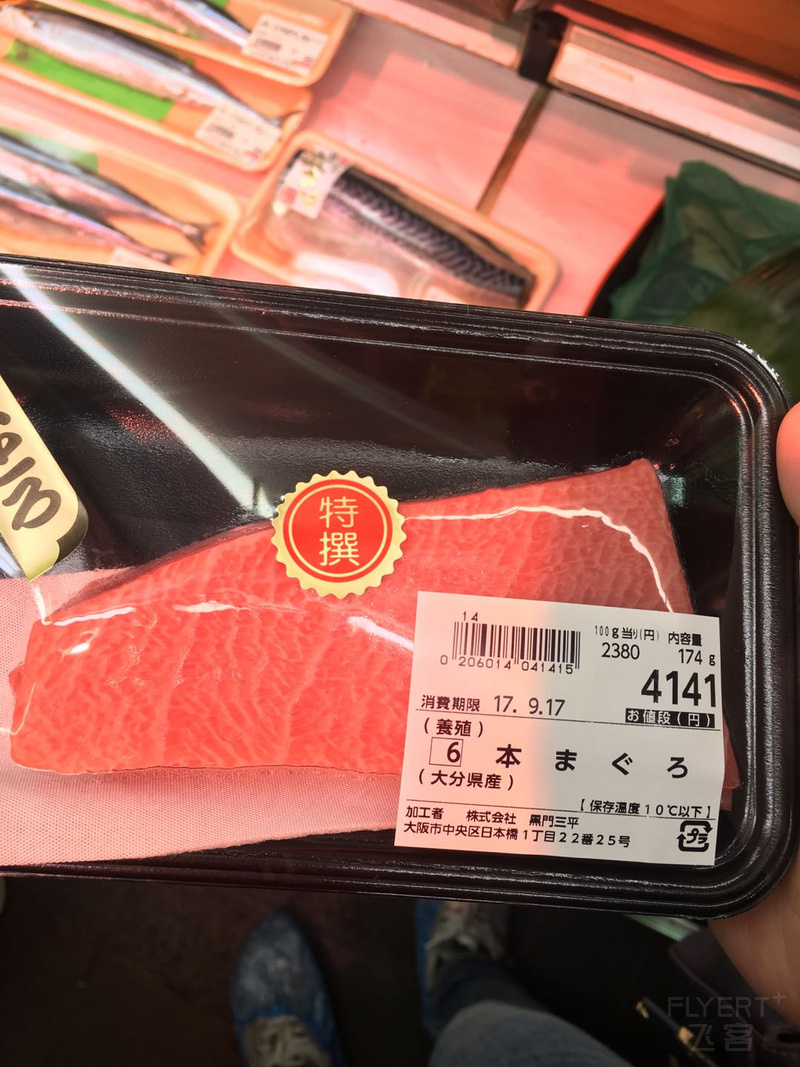 特
撰
14
0 206014 041415
100g当り(円) 内容量
2380 174g
4141
お値段(円)
消費期限 17. 9.17
(養殖)
6 本まぐろ
(大分県産)
【保存温度10℃以下】
加工者 株式会社 黒門三平
大阪市中央区日本橋1丁目22番25号
プラ
FLYERT+
飞客